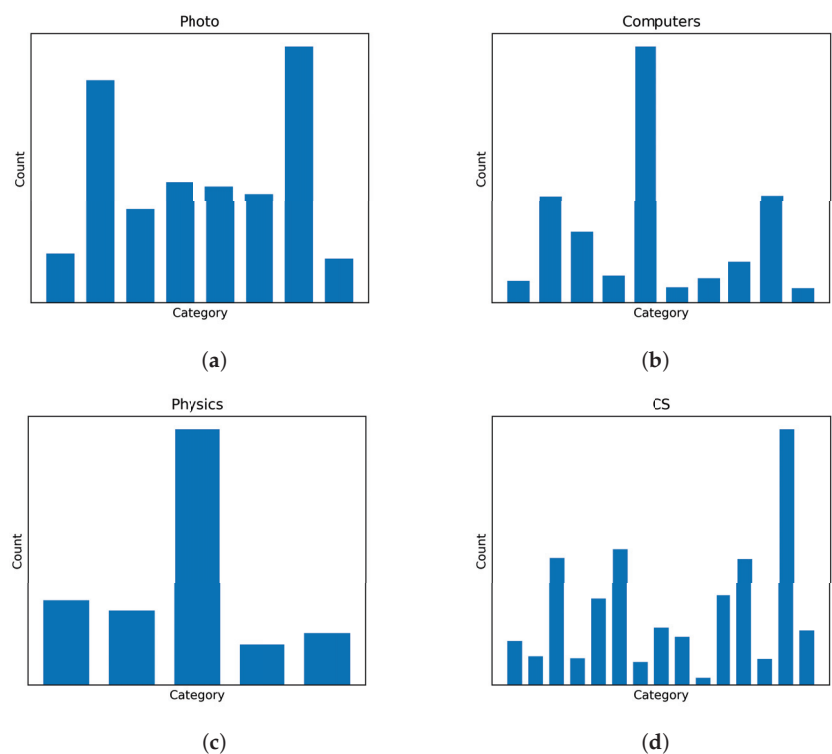 Photo
Count
Category
(a)
Computers
Count
Category
(b)
Physics
Count
Category
(c)
CS
Count
Category
(d)